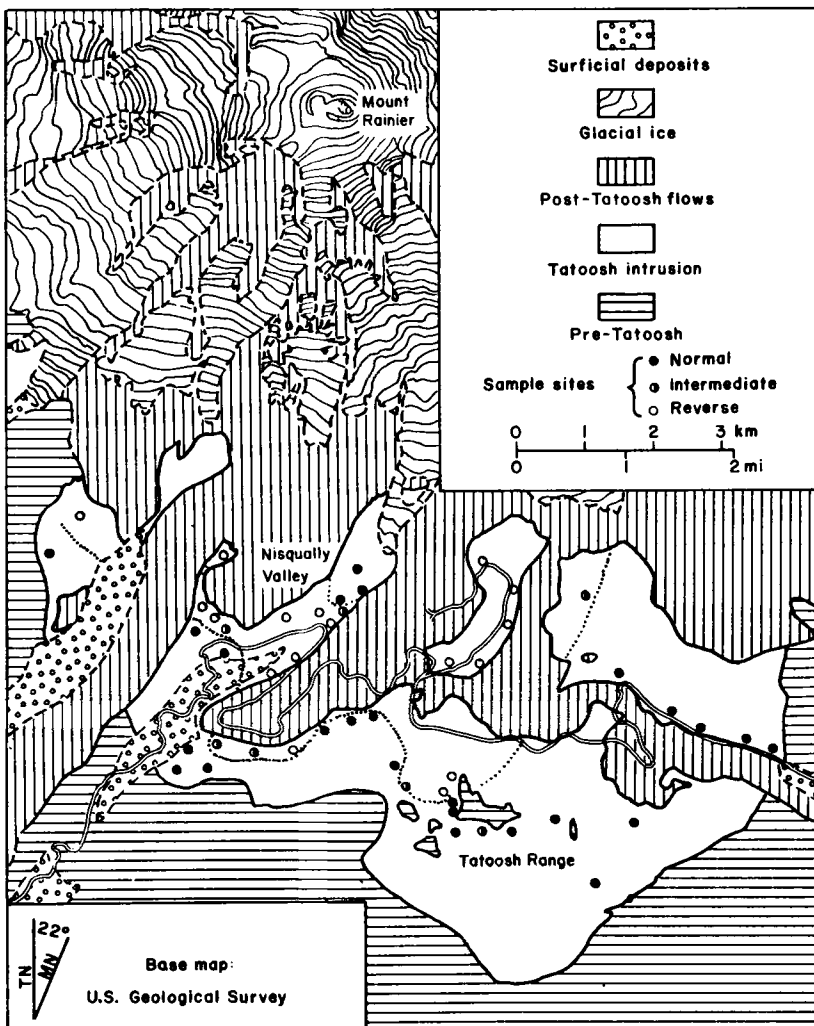 Mount
Rainier
Surficial deposits
Glacial ice
Post-Tatoosh flows
Tatoosh intrusion
Pre-Tatoosh
Sample sites
Normal
Intermediate
Reverse
0 1 2 3 km
0 1 2 mi
Nisqually
Valley
Tatoosh Range
TN
MN
22°
Base map:
U.S. Geological Survey